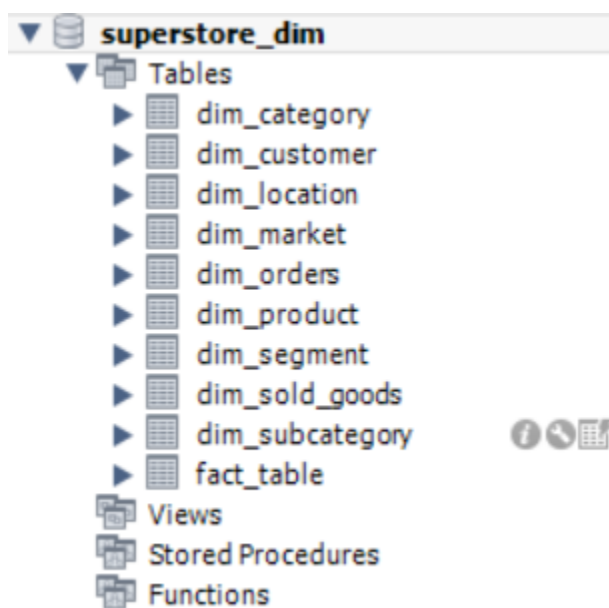 superstore_dim
Tables
dim_category
dim_customer
dim_location
dim_market
dim_orders
dim_product
dim_segment
dim_sold_goods
dim_subcategory
fact_table
Views
Stored Procedures
Functions